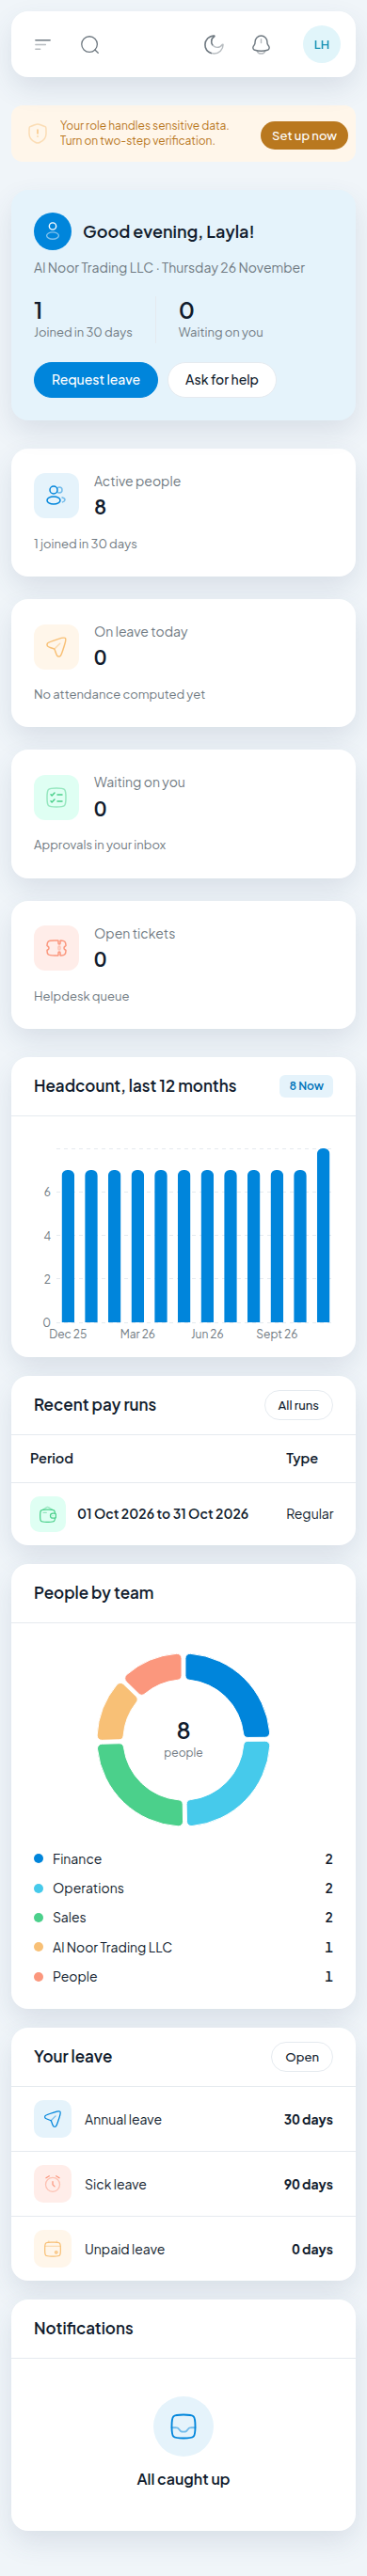 LH
Your role handles sensitive data.
Turn on two-step verification.
Set up now
Good evening, Layla!
Al Noor Trading LLC · Thursday 26 November
1
0
Joined in 30 days
Waiting on you
Request leave
Ask for help
Active people
8
1 joined in 30 days
On leave today
0
No attendance computed yet
Waiting on you
0
Approvals in your inbox
Open tickets
0
Helpdesk queue
Headcount, last 12 months
8 Now
6
4
2
0
Dec 25 Mar 26 Jun 26 Sept 26
Recent pay runs
All runs
Period Type
01 Oct 2026 to 31 Oct 2026 Regular
People by team
8
people
Finance 2
Operations 2
Sales 2
Al Noor Trading LLC 1
People 1
Your leave
Open
Annual leave 30 days
Sick leave 90 days
Unpaid leave 0 days
Notifications
All caught up